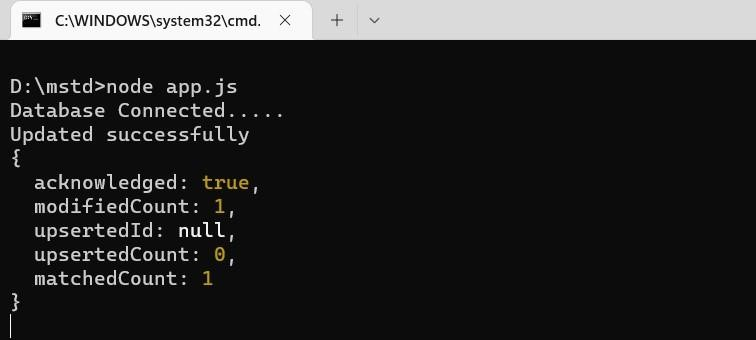 C:\WINDOWS\system32\cmd.
D:\mstd>node app.js
Database Connected.....
Updated successfully
{
  acknowledged: true,
  modifiedCount: 1,
  upsertedId: null,
  upsertedCount: 0,
  matchedCount: 1
}